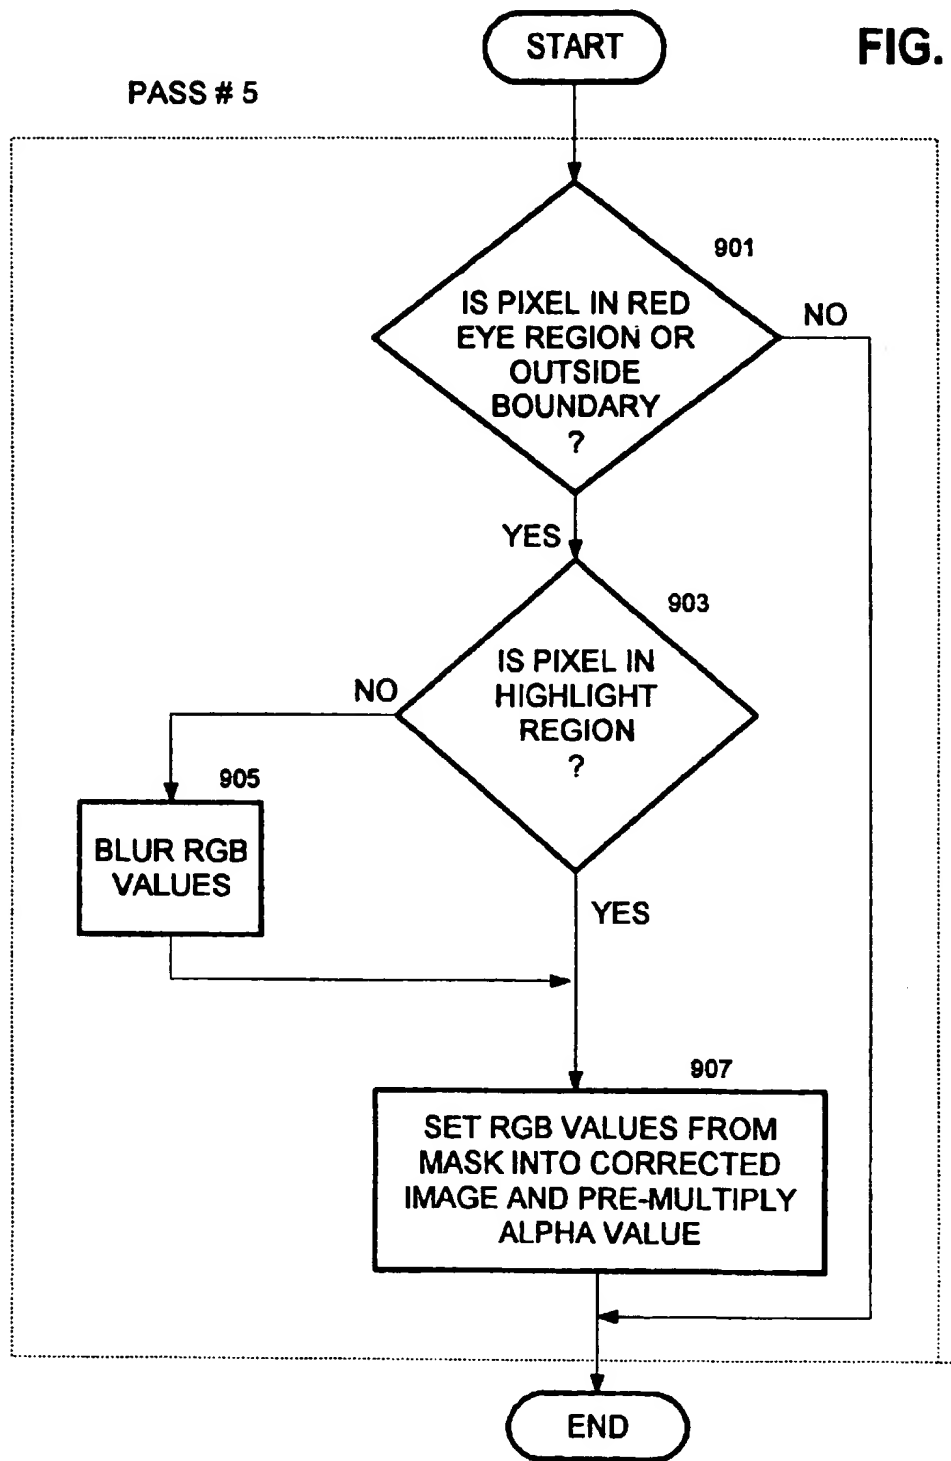 START
FIG.
PASS # 5
901
IS PIXEL IN RED
EYE REGION OR
OUTSIDE
BOUNDARY
?
NO
YES
903
IS PIXEL IN
HIGHLIGHT
REGION
?
NO
905
BLUR RGB
VALUES
YES
907
SET RGB VALUES FROM
MASK INTO CORRECTED
IMAGE AND PRE-MULTIPLY
ALPHA VALUE
END